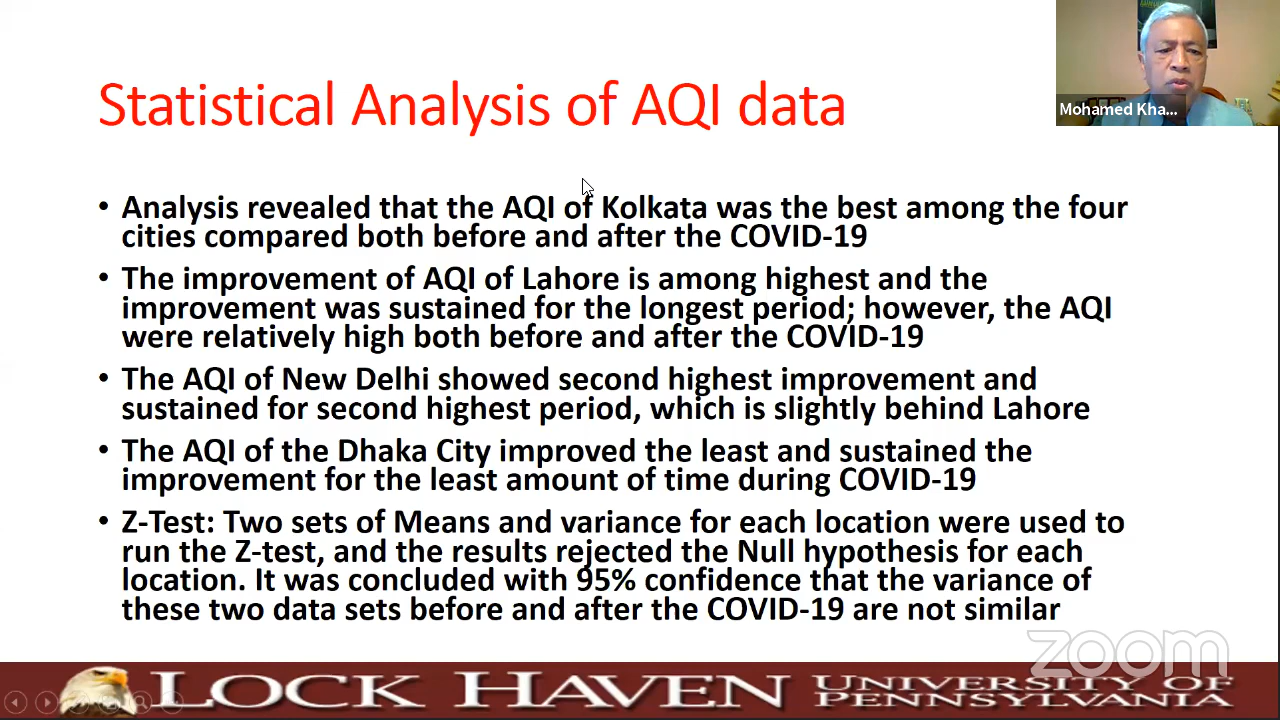 Mohamed Kha...
Statistical Analysis of AQI data
• Analysis revealed that the AQI of Kolkata was the best among the four
cities compared both before and after the COVID-19
• The improvement of AQI of Lahore is among highest and the
improvement was sustained for the longest period; however, the AQI
were relatively high both before and after the COVID-19
• The AQI of New Delhi showed second highest improvement and
sustained for second highest period, which is slightly behind Lahore
• The AQI of the Dhaka City improved the least and sustained the
improvement for the least amount of time during COVID-19
• Z-Test: Two sets of Means and variance for each location were used to
run the Z-test, and the results rejected the Null hypothesis for each
location. It was concluded with 95% confidence that the variance of
these two data sets before and after the COVID-19 are not similar
zoom
LOCK HAVEN
UNIVERSITY OF
PENNSYLVANIA